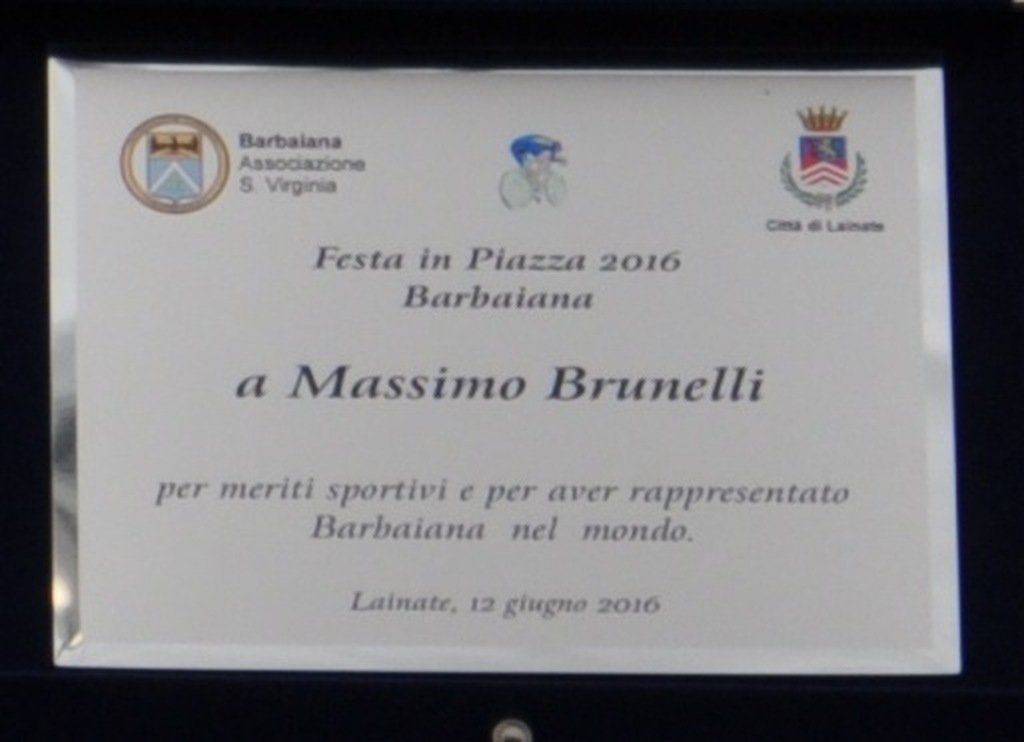 Barbaiana
Associazione
S. Virginia
Città di Lainate
Festa in Piazza 2016
Barbaiana
a Massimo Brunelli
per meriti sportivi e per aver rappresentato
Barbaiana nel mondo.
Lainate, 12 giugno 2016